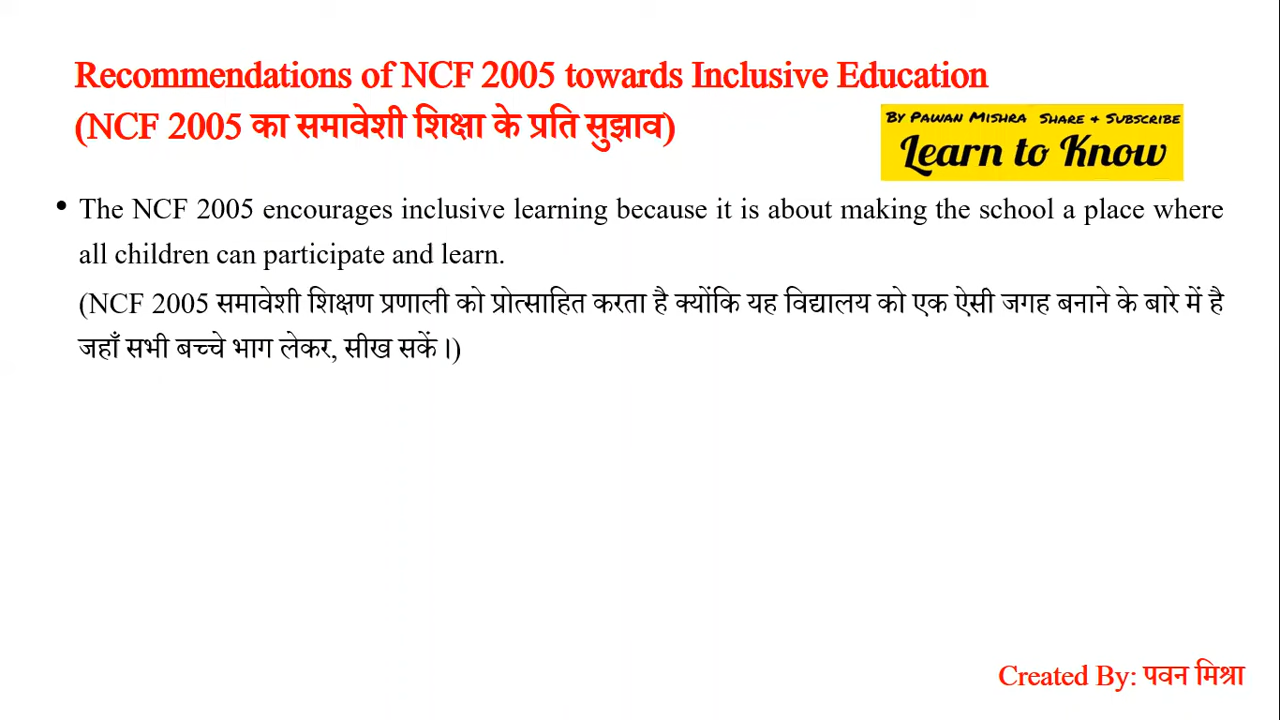 Recommendations of NCF 2005 towards Inclusive Education
(NCF 2005 का समावेशी शिक्षा के प्रति सुझाव)
By Pawan Mishra Share & Subscribe
Learn to Know
• The NCF 2005 encourages inclusive learning because it is about making the school a place where
all children can participate and learn.
(NCF 2005 समावेशी शिक्षण प्रणाली को प्रोत्साहित करता है क्योंकि यह विद्यालय को एक ऐसी जगह बनाने के बारे में है
जहाँ सभी बच्चे भाग लेकर, सीख सकें।)
Created By: पवन मिश्रा